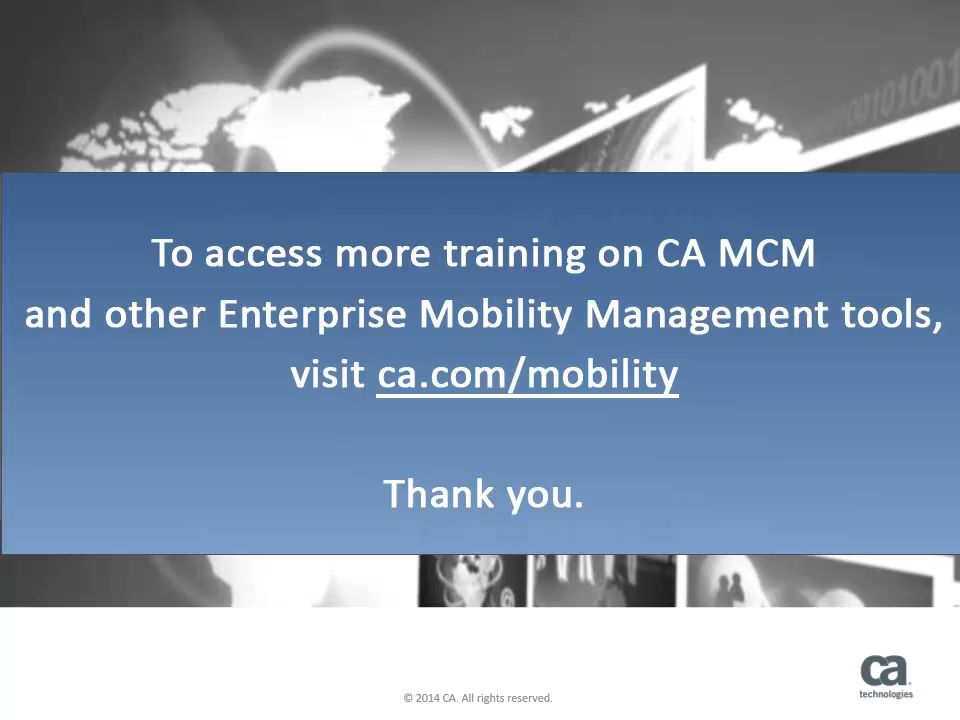 00101001
To access more training on CA MCM
and other Enterprise Mobility Management tools,
visit ca.com/mobility
Thank you.
@
© 2014 CA. All rights reserved.
ca
technologies